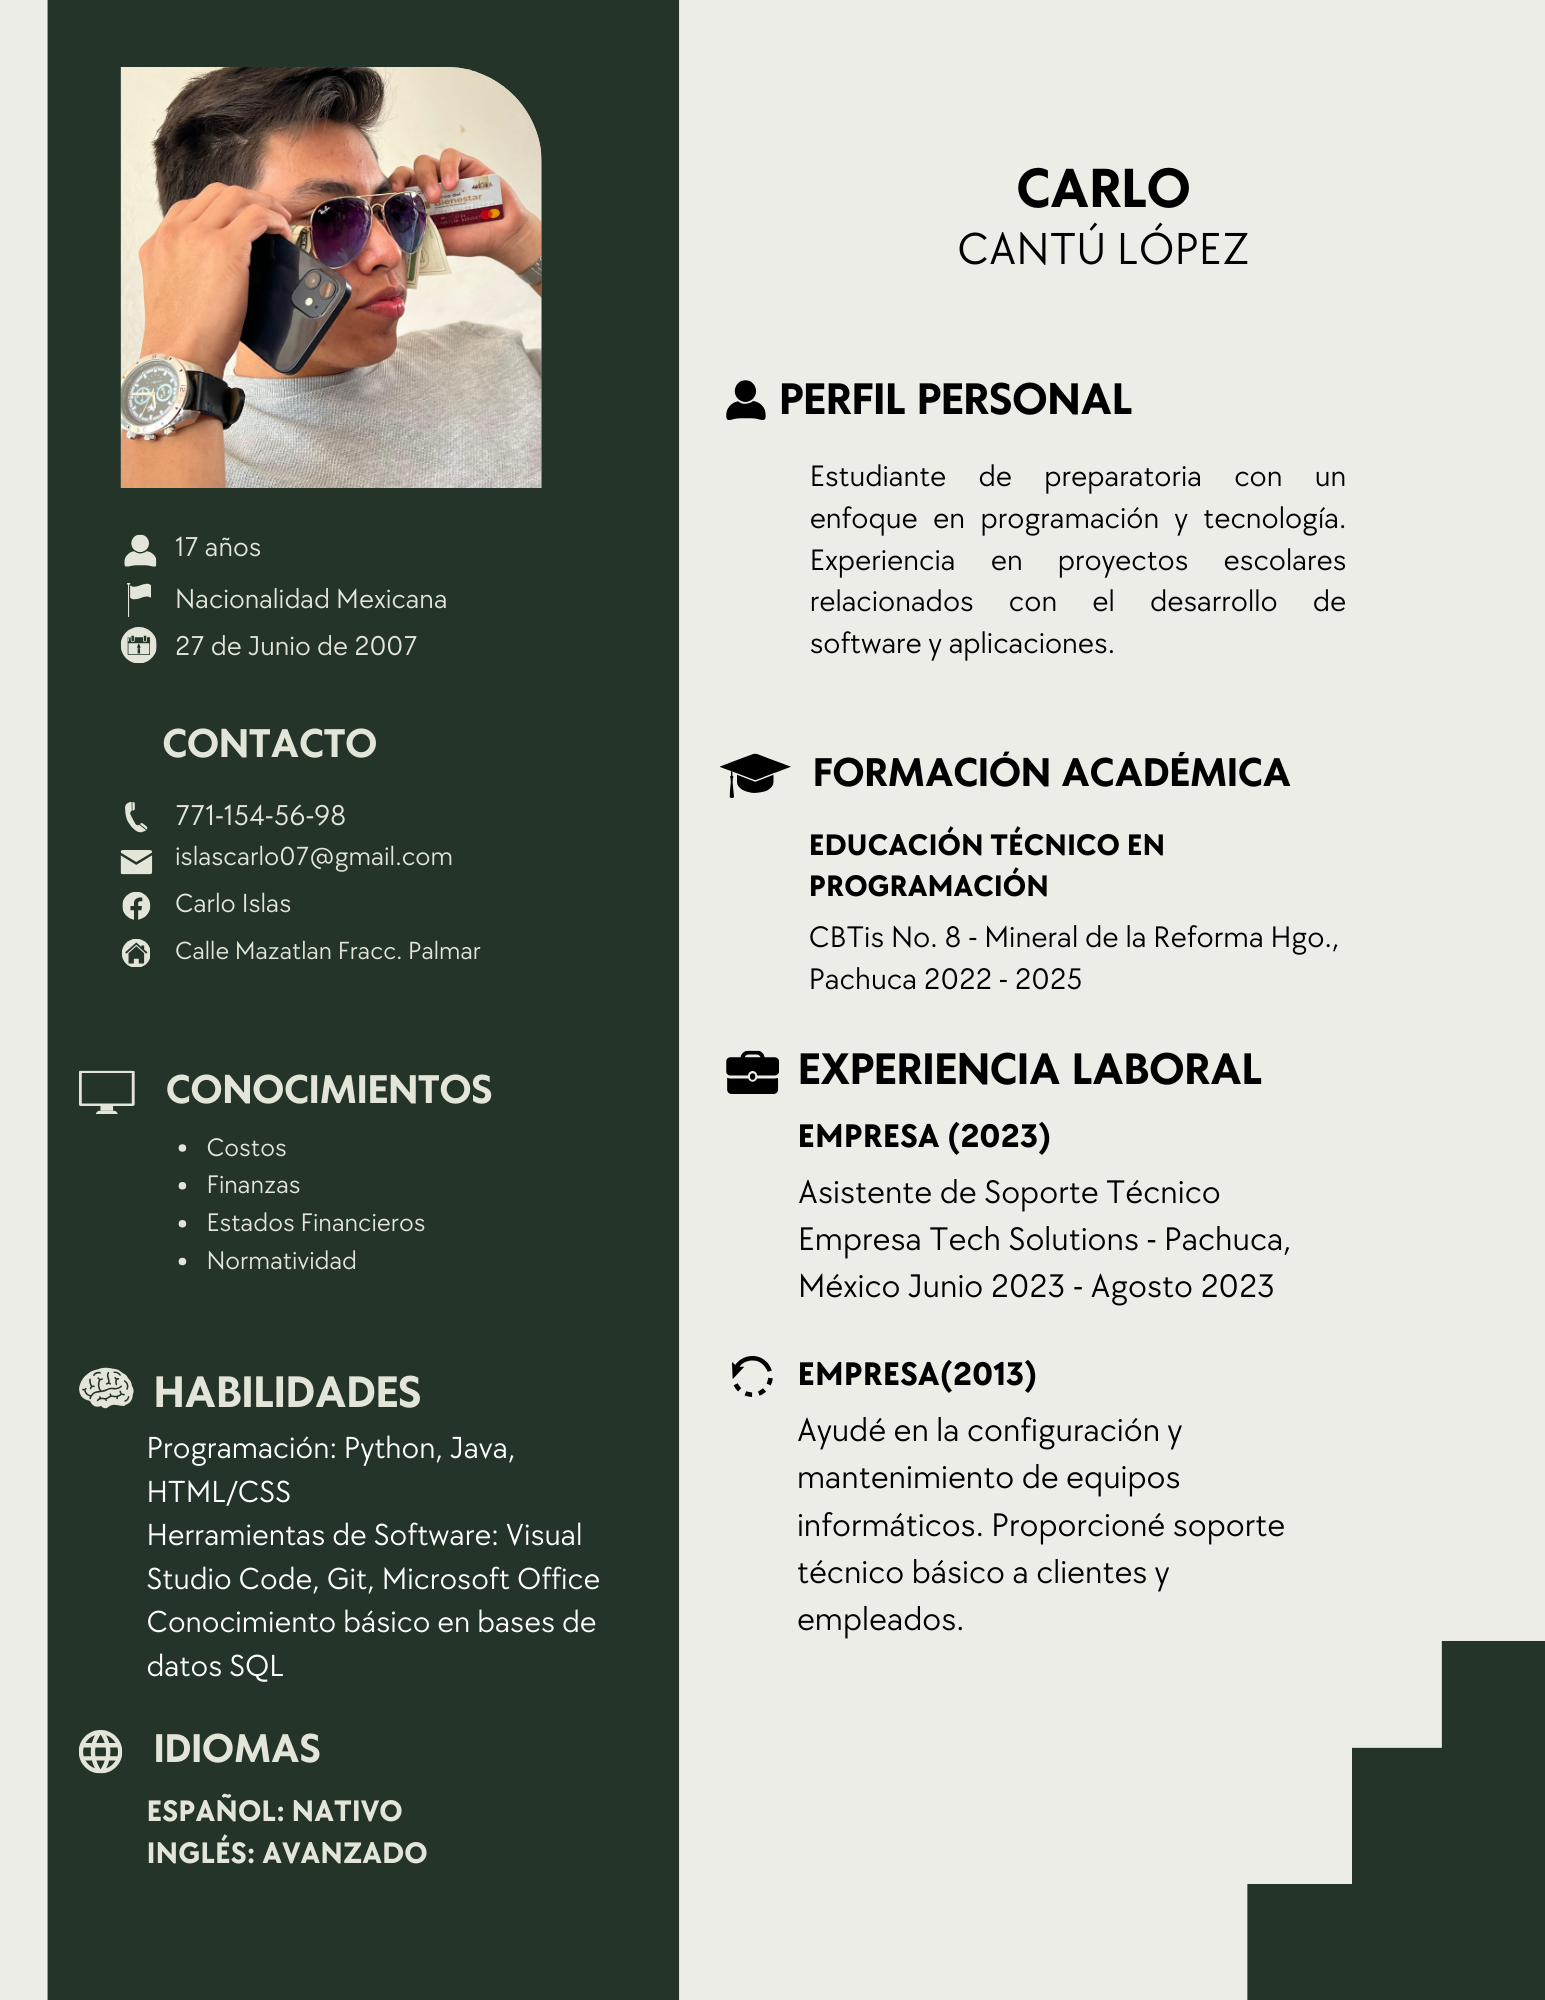 Bienestar
Ray-Ban
17 años
Nacionalidad Mexicana
27 de Junio de 2007
CONTACTO
771-154-56-98
islascarlo07@gmail.com
Carlo Islas
Calle Mazatlan Fracc. Palmar
CONOCIMIENTOS
• Costos
• Finanzas
• Estados Financieros
• Normatividad
HABILIDADES
Programación: Python, Java,
HTML/CSS
Herramientas de Software: Visual
Studio Code, Git, Microsoft Office
Conocimiento básico en bases de
datos SQL
IDIOMAS
ESPAÑOL: NATIVO
INGLÉS: AVANZADO
CARLO
CANTÚ LÓPEZ
PERFIL PERSONAL
Estudiante de preparatoria con un
enfoque en programación y tecnología.
Experiencia en proyectos escolares
relacionados con el desarrollo de
software y aplicaciones.
FORMACIÓN ACADÉMICA
EDUCACIÓN TÉCNICO EN
PROGRAMACIÓN
CBTis No. 8 - Mineral de la Reforma Hgo.,
Pachuca 2022 - 2025
EXPERIENCIA LABORAL
EMPRESA (2023)
Asistente de Soporte Técnico
Empresa Tech Solutions - Pachuca,
México Junio 2023 - Agosto 2023
EMPRESA(2013)
Ayudé en la configuración y
mantenimiento de equipos
informáticos. Proporcioné soporte
técnico básico a clientes y
empleados.